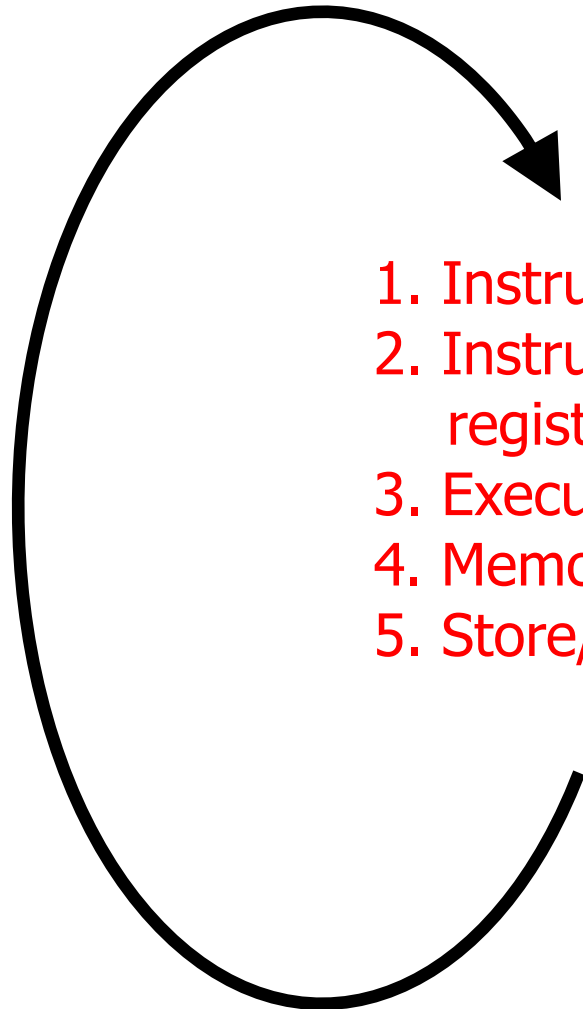 1. Instru
2. Instru
regist
3. Execu
4. Memo
5. Store/